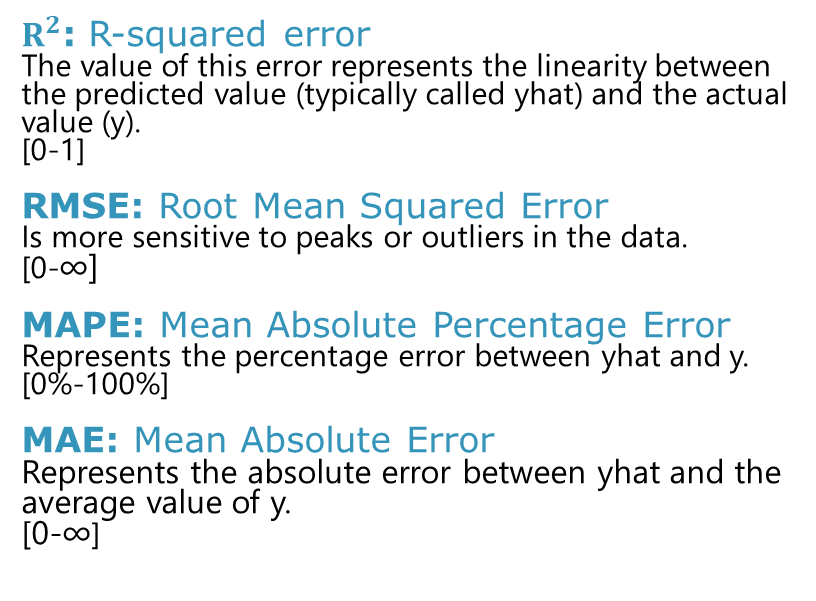 R²: R-squared error
The value of this error represents the linearity between
the predicted value (typically called yhat) and the actual
value (y).
[0-1]
RMSE: Root Mean Squared Error
Is more sensitive to peaks or outliers in the data.
[0-∞]
MAPE: Mean Absolute Percentage Error
Represents the percentage error between yhat and y.
[0%-100%]
MAE: Mean Absolute Error
Represents the absolute error between yhat and the
average value of y.
[0-∞]